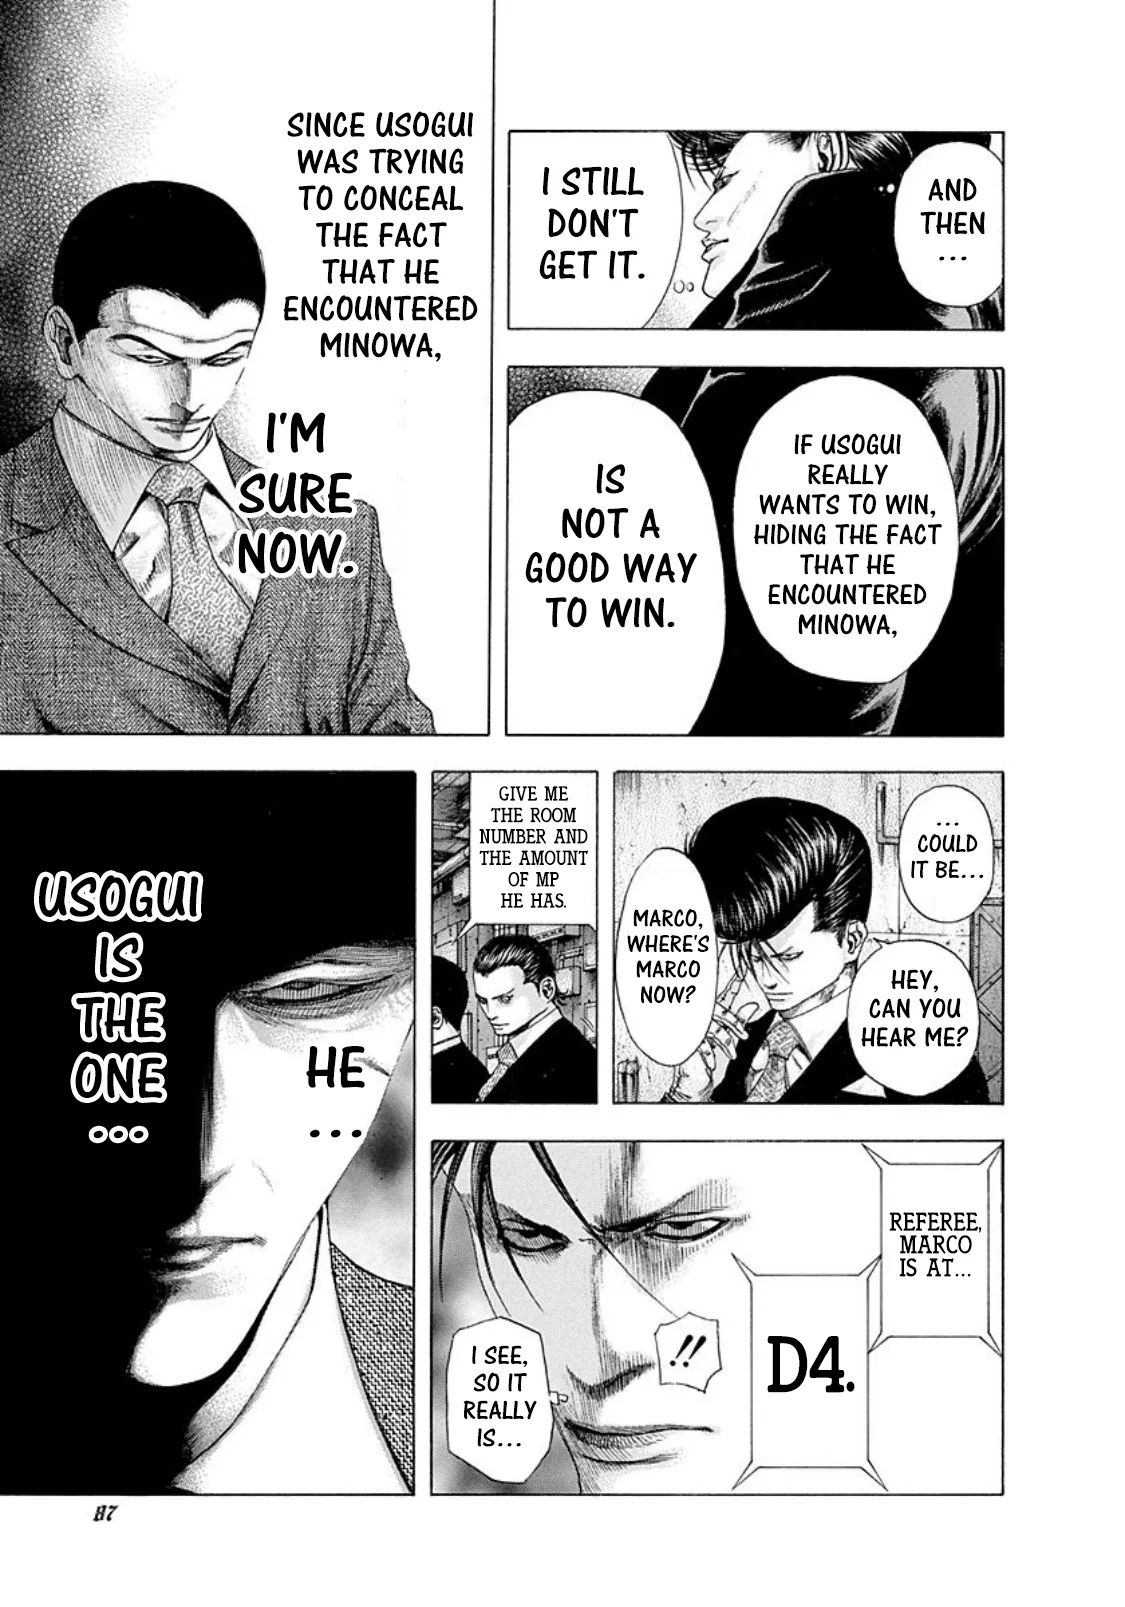 AND
THEN
...
I STILL
DON'T
GET IT.
IF USOGUI
REALLY
WANTS TO WIN,
HIDING THE FACT
THAT HE
ENCOUNTERED
MINOWA,
IS
NOT A
GOOD WAY
TO WIN.
SINCE USOGUI
WAS TRYING
TO CONCEAL
THE FACT
THAT HE
ENCOUNTERED
MINOWA,
I'M
SURE
NOW.
...
COULD
IT BE...
HEY,
CAN YOU
HEAR ME?
MARCO,
WHERE'S
MARCO
NOW?
GIVE ME
THE ROOM
NUMBER AND
THE AMOUNT
OF MP
HE HAS.
REFEREE,
MARCO
IS AT...
D4.
!!
I SEE,
SO IT
REALLY
IS...
HE
...
USOGUI
IS
THE
ONE
...
87